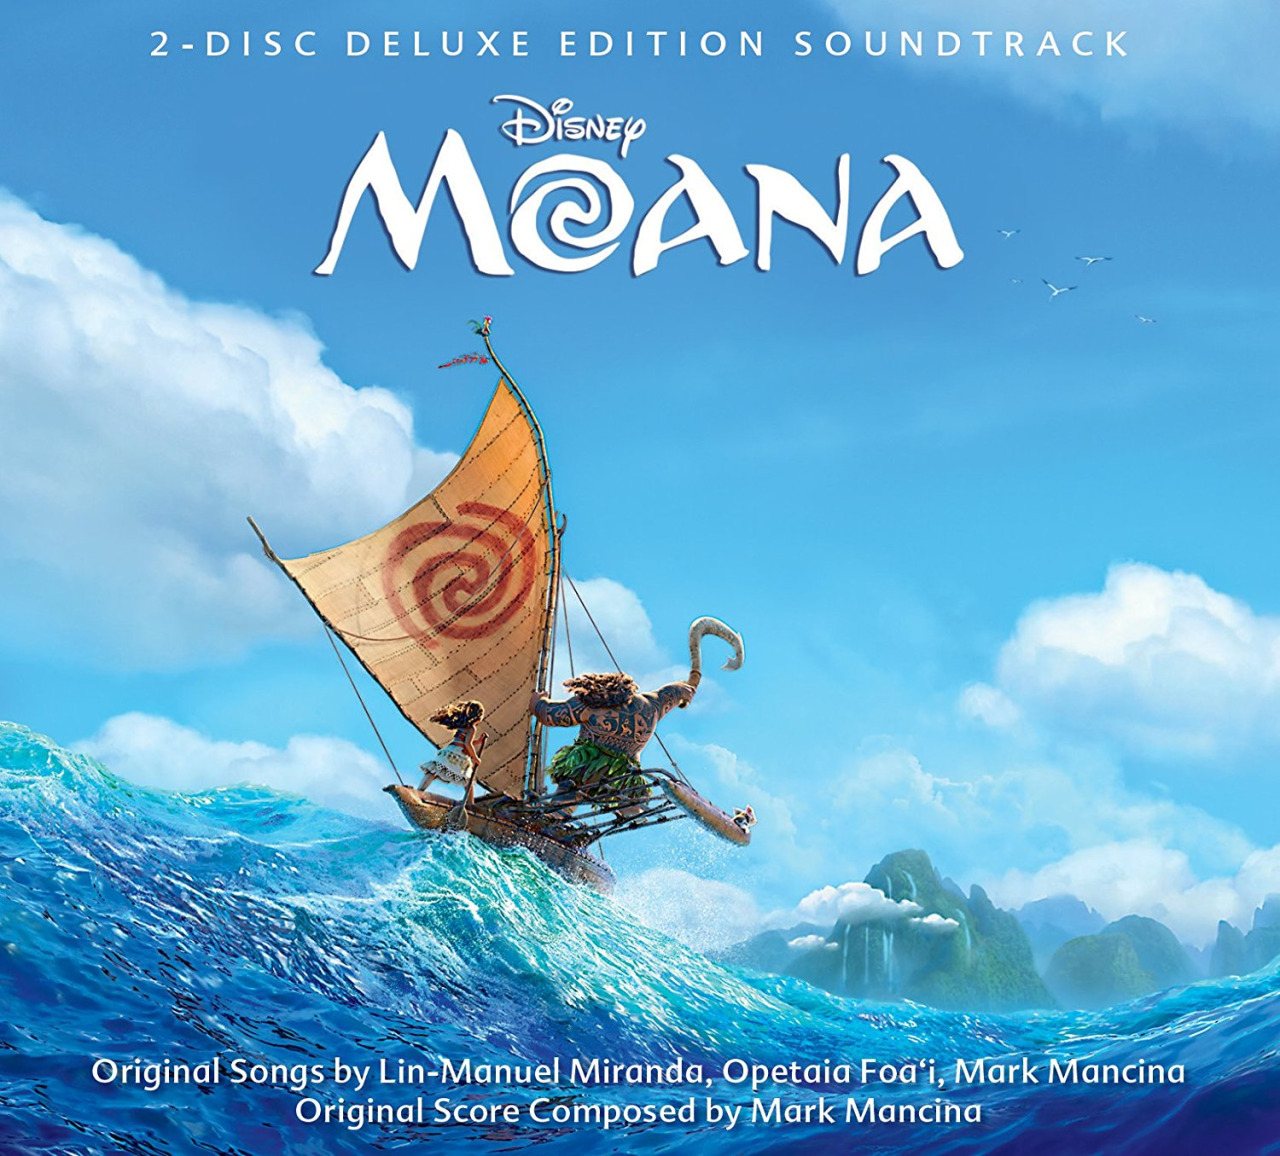 2-DISC DELUXE EDITION SOUNDTRACK
DISNEY
MOANA
Original Songs by Lin-Manuel Miranda, Opetaia Foa‘i, Mark Mancina
Original Score Composed by Mark Mancina